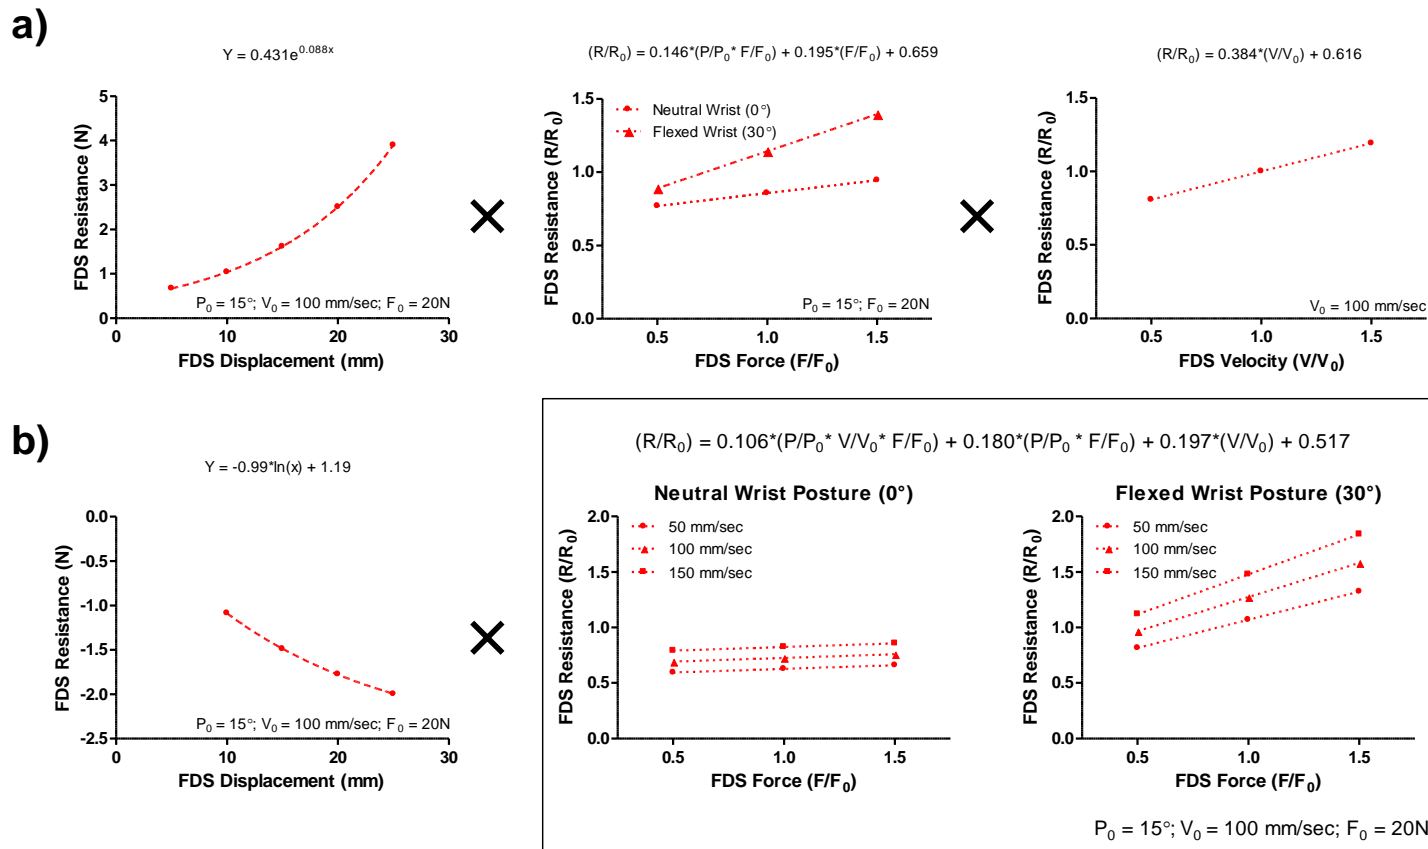 a)
Y = 0.431e^0.088x
FDS Resistance (N)
5
4
3
2
1
0
P₀ = 15°; V₀ = 100 mm/sec; F₀ = 20N
0
10
20
30
FDS Displacement (mm)
(R/R₀) = 0.146*(P/P₀* F/F₀) + 0.195*(F/F₀) + 0.659
FDS Resistance (R/R₀)
1.5
1.0
0.5
0.0
Neutral Wrist (0°)
Flexed Wrist (30°)
P₀ = 15°; F₀ = 20N
0.5
1.0
1.5
FDS Force (F/F₀)
(R/R₀) = 0.384*(V/V₀) + 0.616
FDS Resistance (R/R₀)
1.5
1.0
0.5
0.0
V₀ = 100 mm/sec
0.5
1.0
1.5
FDS Velocity (V/V₀)
b)
Y = -0.99*ln(x) + 1.19
FDS Resistance (N)
0.0
-0.5
-1.0
-1.5
-2.0
-2.5
P₀ = 15°; V₀ = 100 mm/sec; F₀ = 20N
0
10
20
30
FDS Displacement (mm)
(R/R₀) = 0.106*(P/P₀* V/V₀* F/F₀) + 0.180*(P/P₀ * F/F₀) + 0.197*(V/V₀) + 0.517
Neutral Wrist Posture (0°)
FDS Resistance (R/R₀)
2.0
1.5
1.0
0.5
0.0
50 mm/sec
100 mm/sec
150 mm/sec
0.5
1.0
1.5
FDS Force (F/F₀)
Flexed Wrist Posture (30°)
FDS Resistance (R/R₀)
2.0
1.5
1.0
0.5
0.0
50 mm/sec
100 mm/sec
150 mm/sec
0.5
1.0
1.5
FDS Force (F/F₀)
P₀ = 15°; V₀ = 100 mm/sec; F₀ = 20N